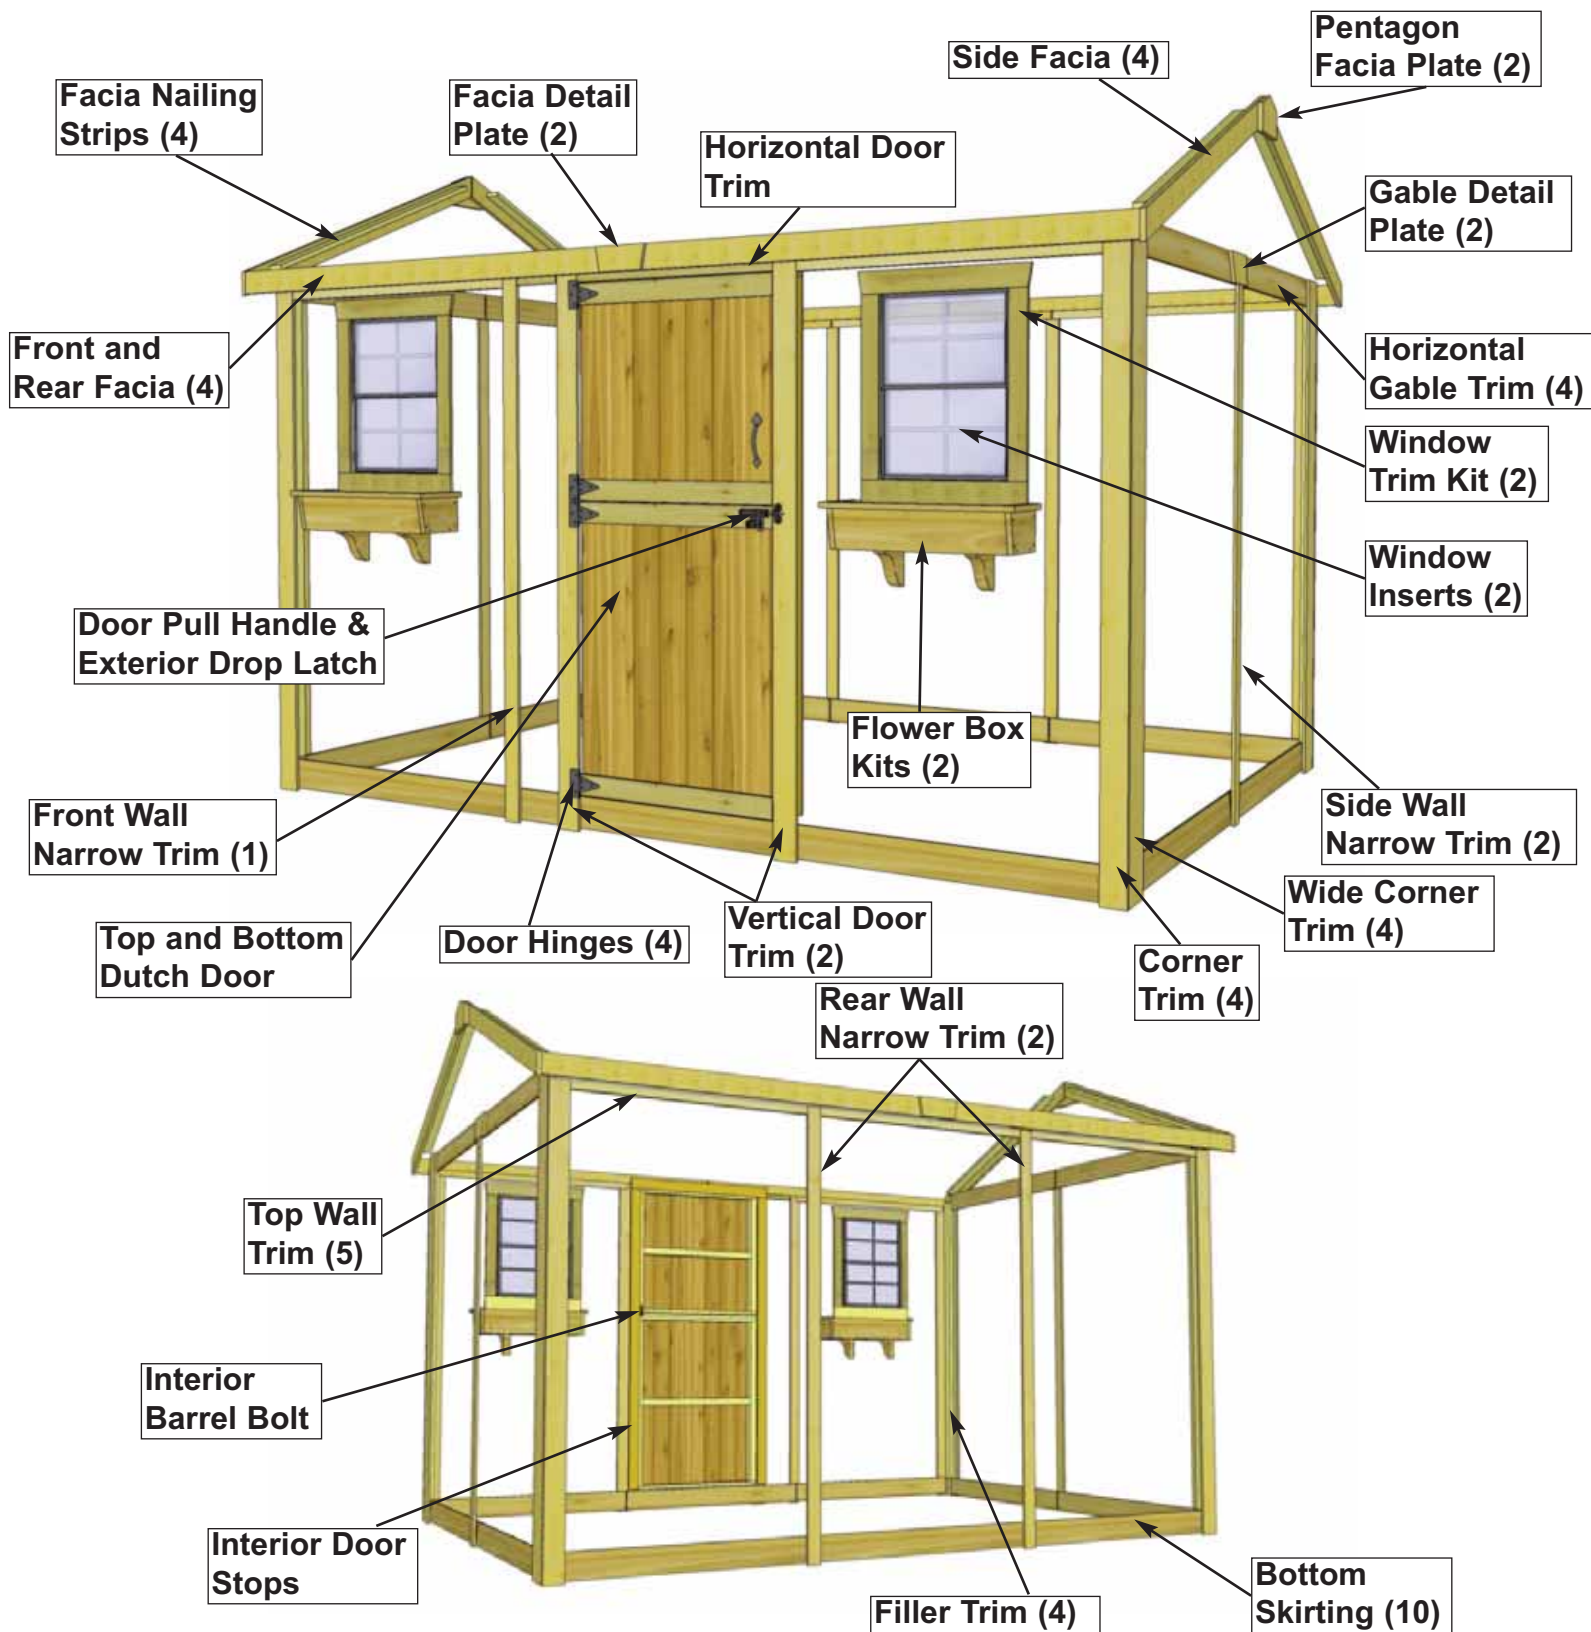 Pentagon
Facia Plate (2)
Side Facia (4)
Facia Nailing
Strips (4)
Facia Detail
Plate (2)
Horizontal Door
Trim
Gable Detail
Plate (2)
Front and
Rear Facia (4)
Horizontal
Gable Trim (4)
Window
Trim Kit (2)
Window
Inserts (2)
Door Pull Handle &
Exterior Drop Latch
Flower Box
Kits (2)
Front Wall
Narrow Trim (1)
Side Wall
Narrow Trim (2)
Wide Corner
Trim (4)
Top and Bottom
Dutch Door
Door Hinges (4)
Vertical Door
Trim (2)
Corner
Trim (4)
Rear Wall
Narrow Trim (2)
Top Wall
Trim (5)
Interior
Barrel Bolt
Interior Door
Stops
Filler Trim (4)
Bottom
Skirting (10)